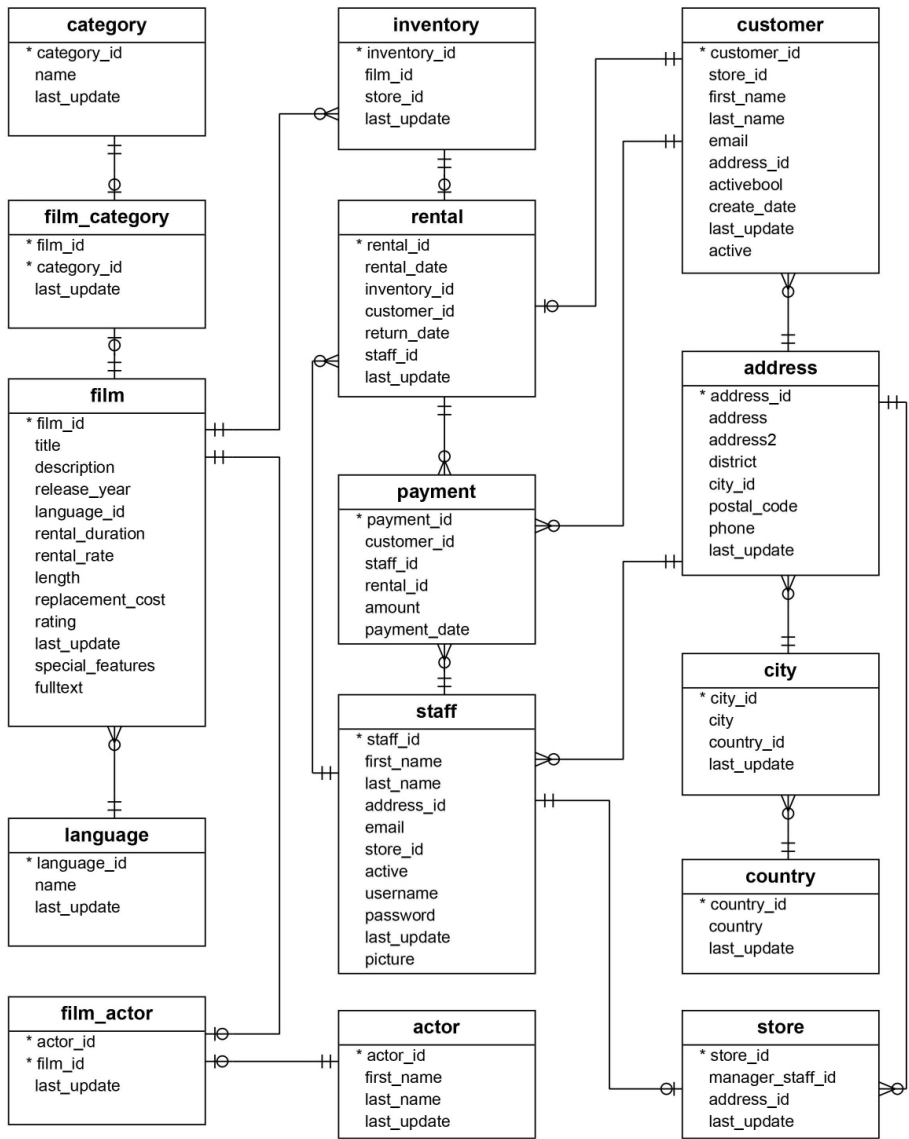 category
* category_id
name
last_update
film_category
* film_id
* category_id
last_update
film
* film_id
title
description
release_year
language_id
rental_duration
rental_rate
length
replacement_cost
rating
last_update
special_features
fulltext
language
* language_id
name
last_update
film_actor
* actor_id
* film_id
last_update
inventory
* inventory_id
film_id
store_id
last_update
rental
* rental_id
rental_date
inventory_id
customer_id
return_date
staff_id
last_update
payment
* payment_id
customer_id
staff_id
rental_id
amount
payment_date
staff
* staff_id
first_name
last_name
address_id
email
store_id
active
username
password
last_update
picture
actor
* actor_id
first_name
last_name
last_update
customer
* customer_id
store_id
first_name
last_name
email
address_id
activebool
create_date
last_update
active
address
* address_id
address
address2
district
city_id
postal_code
phone
last_update
city
* city_id
city
country_id
last_update
country
* country_id
country
last_update
store
* store_id
manager_staff_id
address_id
last_update